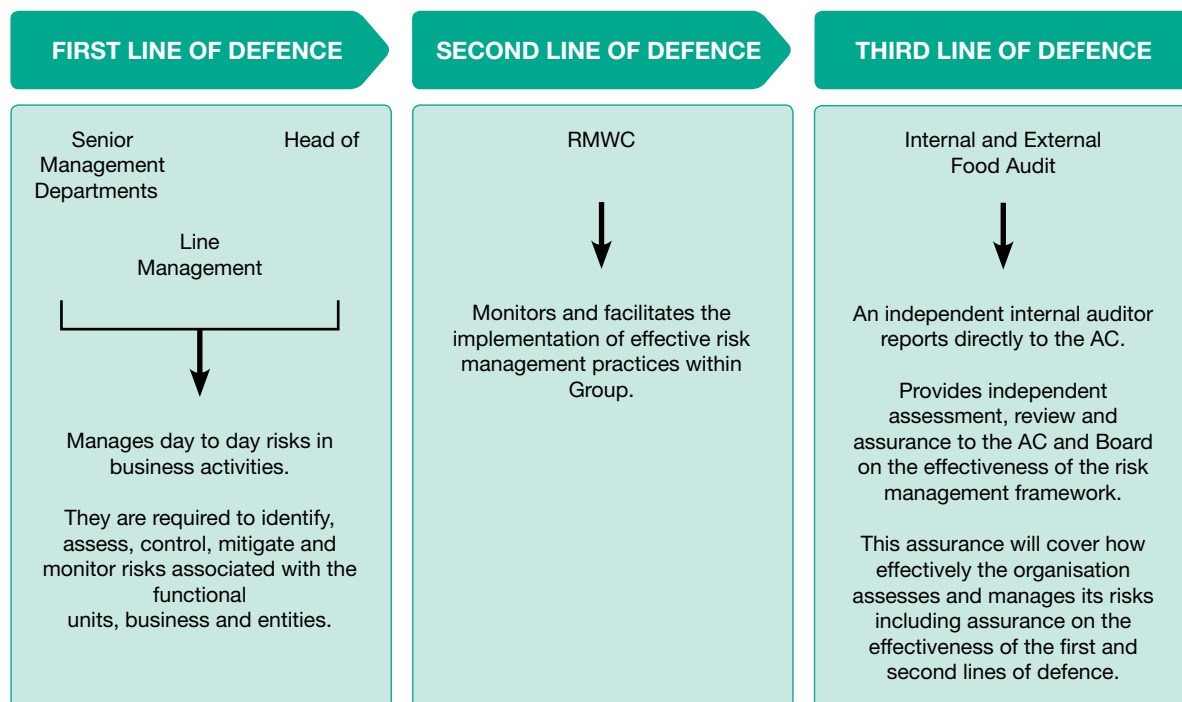 FIRST LINE OF DEFENCE
Senior Head of
Management
Departments
Line
Management
Manages day to day risks in
business activities.
They are required to identify,
assess, control, mitigate and
monitor risks associated with the
functional
units, business and entities.
SECOND LINE OF DEFENCE
RMWC
Monitors and facilitates the
implementation of effective risk
management practices within
Group.
THIRD LINE OF DEFENCE
Internal and External
Food Audit
An independent internal auditor
reports directly to the AC.
Provides independent
assessment, review and
assurance to the AC and Board
on the effectiveness of the risk
management framework.
This assurance will cover how
effectively the organisation
assesses and manages its risks
including assurance on the
effectiveness of the first and
second lines of defence.